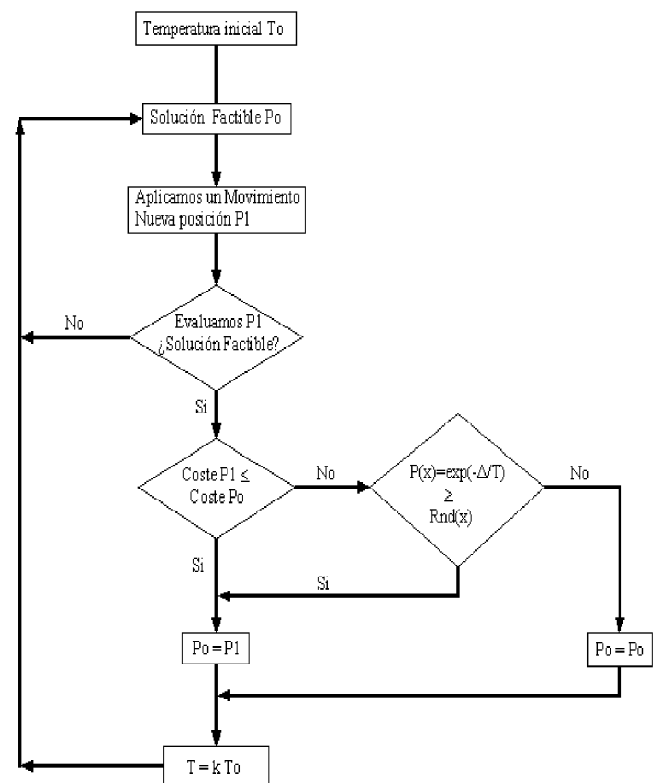 Temperatura inicial To
Solución Factible Po
Aplicamos un Movimiento
Nueva posición P1
Evaluamos P1
¿Solución Factible?
No
Si
Coste P1 ≤
Coste Po
No
P(x)=exp(-Δ/T)
≥
Rnd(x)
No
Si
Si
Po = P1
Po = Po
T = k To